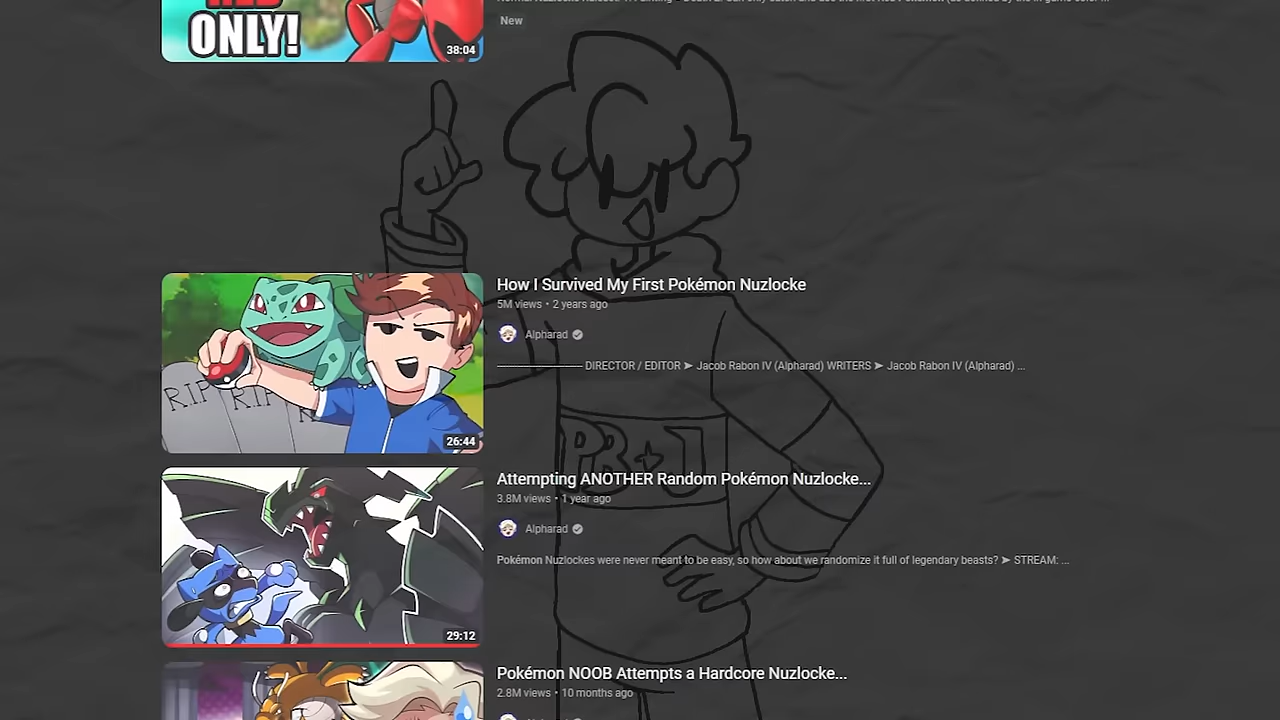 ONLY!
38:04
New
How I Survived My First Pokémon Nuzlocke
5M views • 2 years ago
Alpharad
DIRECTOR / EDITOR ➤ Jacob Rabon IV (Alpharad) WRITERS ➤ Jacob Rabon IV (Alpharad) ...
RIP RIP
26:44
PB+J
Attempting ANOTHER Random Pokémon Nuzlocke...
3.8M views • 1 year ago
Alpharad
Pokémon Nuzlockes were never meant to be easy, so how about we randomize it full of legendary beasts? ➤ STREAM: ...
29:12
Pokémon NOOB Attempts a Hardcore Nuzlocke...
2.8M views • 10 months ago